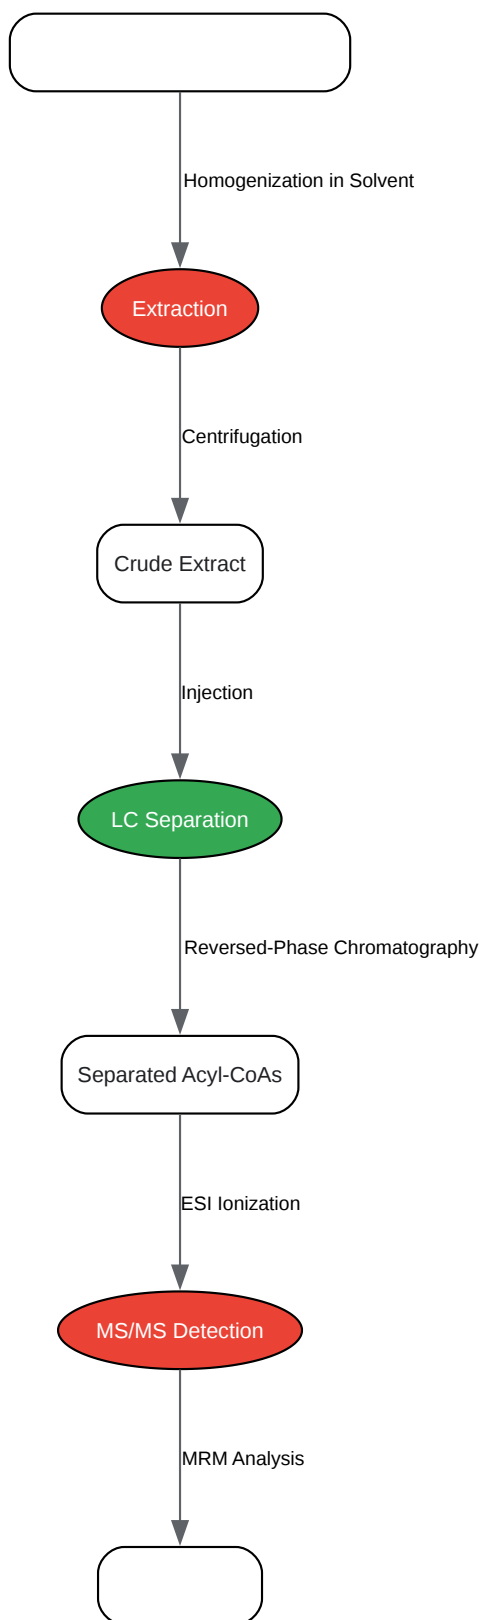 Homogenization in Solvent
Extraction
Centrifugation
Crude Extract
Injection
LC Separation
Reversed-Phase Chromatography
Separated Acyl-CoAs
ESI Ionization
MS/MS Detection
MRM Analysis